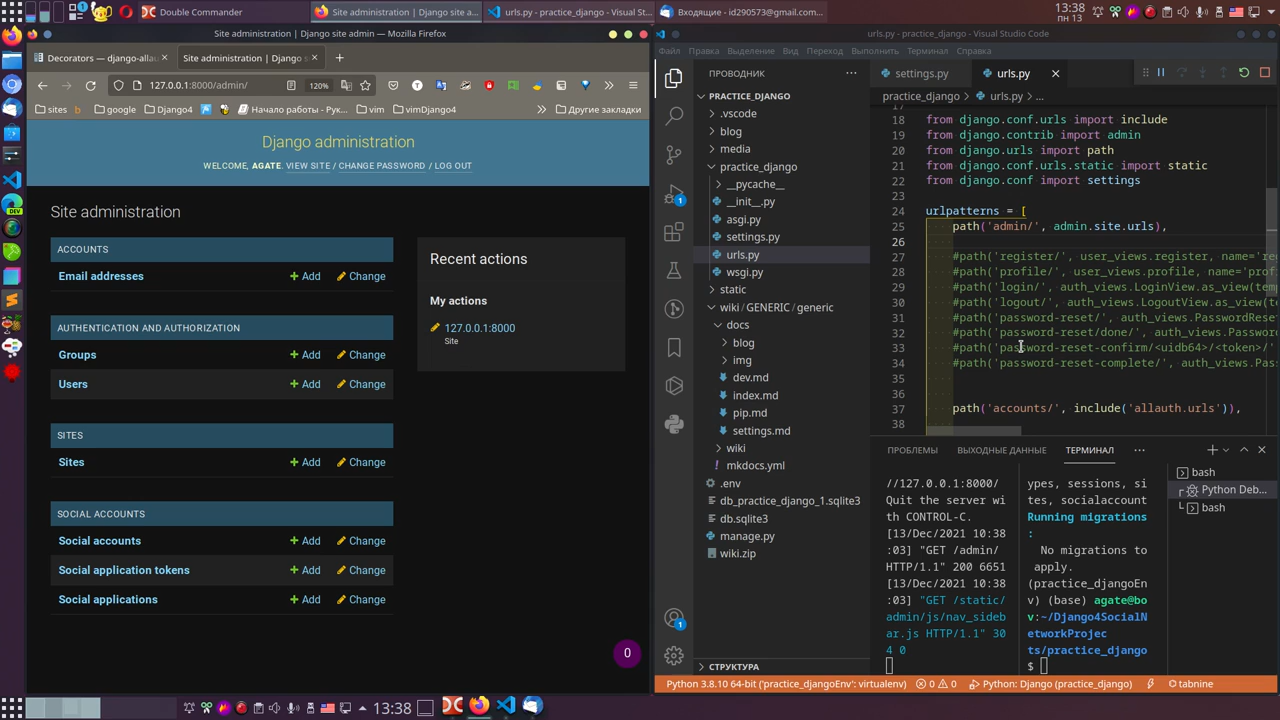 Double Commander
Site administration | Django site a...
urls.py - practice_django - Visual Stud...
Входящие - id290573@gmail.com...
13:38
ПН 13
Site administration | Django site admin — Mozilla Firefox
urls.py - practice_django - Visual Studio Code
Decorators — django-allau
Site administration | Django s
127.0.0.1:8000/admin/
120%
sites
google
Django4
Начало работы - Рук...
vim
vimDjango4
Другие закладки
Django administration
WELCOME, AGATE. VIEW SITE / CHANGE PASSWORD / LOG OUT
Site administration
ACCOUNTS
Email addresses
Add
Change
AUTHENTICATION AND AUTHORIZATION
Groups
Add
Change
Users
Add
Change
SITES
Sites
Add
Change
SOCIAL ACCOUNTS
Social accounts
Add
Change
Social application tokens
Add
Change
Social applications
Add
Change
Recent actions
My actions
127.0.0.1:8000
Site
0
Файл Правка Выделение Вид Переход Выполнить Терминал Справка
ПРОВОДНИК
PRACTICE_DJANGO
.vscode
blog
media
practice_django
__pycache__
__init__.py
asgi.py
settings.py
urls.py
wsgi.py
static
wiki / GENERIC / generic
docs
blog
img
dev.md
index.md
pip.md
settings.md
wiki
mkdocs.yml
.env
db_practice_django_1.sqlite3
db.sqlite3
manage.py
wiki.zip
СТРУКТУРА
1
1
settings.py
urls.py
practice_django > urls.py > ...
17
18 from django.conf.urls import include
19 from django.contrib import admin
20 from django.urls import path
21 from django.conf.urls.static import static
22 from django.conf import settings
23
24 urlpatterns = [
25 path('admin/', admin.site.urls),
26
27 #path('register/', user_views.register, name='re
28 #path('profile/', user_views.profile, name='prof
29 #path('login/', auth_views.LoginView.as_view(tem
30 #path('logout/', auth_views.LogoutView.as_view(t
31 #path('password-reset/', auth_views.PasswordRese
32 #path('password-reset/done/', auth_views.Passwor
33 #path('password-reset-confirm/<uidb64>/<token>/'
34 #path('password-reset-complete/', auth_views.Pas
35
36
37 path('accounts/', include('allauth.urls')),
38
ПРОБЛЕМЫ
ВЫХОДНЫЕ ДАННЫЕ
ТЕРМИНАЛ
//127.0.0.1:8000/
Quit the server wi
th CONTROL-C.
[13/Dec/2021 10:38
:03] "GET /admin/
HTTP/1.1" 200 6651
[13/Dec/2021 10:38
:03] "GET /static/
admin/js/nav_sideb
ar.js HTTP/1.1" 30
4 0
ypes, sessions, si
tes, socialaccount
Running migrations
:
No migrations to
apply.
(practice_djangoEn
v) (base) agate@bo
v:~/Django4SocialN
etworkProjec
ts/practice_django
$
bash
Python Deb...
bash
Python 3.8.10 64-bit ('practice_djangoEnv': virtualenv)
0
0
Python: Django (practice_django)
tabnine
13:38